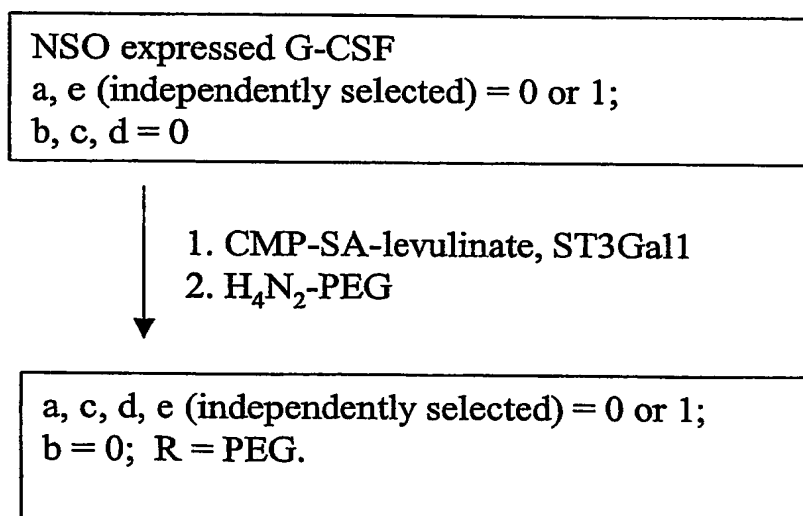 NSO expressed G-CSF
a, e (independently selected) = 0 or 1;
b, c, d = 0
1. CMP-SA-levulinate, ST3Gal1
2. H₄N₂-PEG
a, c, d, e (independently selected) = 0 or 1;
b = 0; R = PEG.